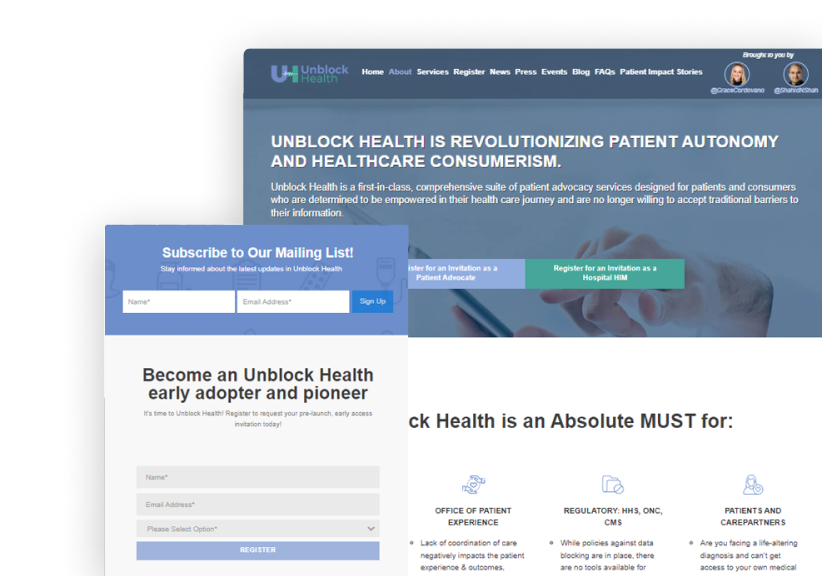 Brought to you by
Unblock Health
Home About Services Register News Press Events Blog FAQs Patient Impact Stories
@GraceCordovano @ShahidNShah
UNBLOCK HEALTH IS REVOLUTIONIZING PATIENT AUTONOMY
AND HEALTHCARE CONSUMERISM.
Unblock Health is a first-in-class, comprehensive suite of patient advocacy services designed for patients and consumers
who are determined to be empowered in their health care journey and are no longer willing to accept traditional barriers to
their information.
ister for an Invitation as a
Patient Advocate
Register for an Invitation as a
Hospital HIM
Subscribe to Our Mailing List!
Stay informed about the latest updates in Unblock Health
Name*
Email Address*
Sign Up
Become an Unblock Health
early adopter and pioneer
It's time to Unblock Health! Register to request your pre-launch, early access
invitation today!
Name*
Email Address*
Please Select Option*
REGISTER
ck Health is an Absolute MUST for:
OFFICE OF PATIENT
EXPERIENCE
Lack of coordination of care
negatively impacts the patient
experience & outcomes,
REGULATORY: HHS, ONC,
CMS
While policies against data
blocking are in place, there
are no tools available for
PATIENTS AND
CAREPARTNERS
Are you facing a life-altering
diagnosis and can't get
access to your own medical